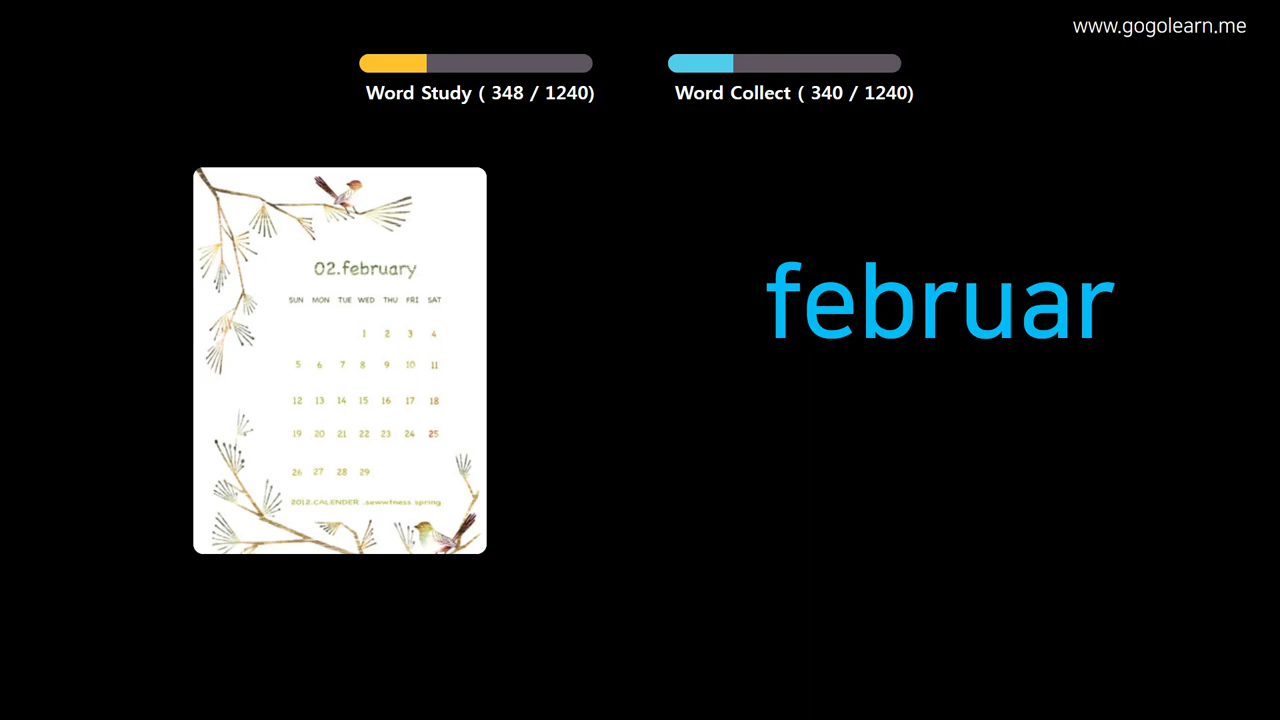 www.gogolearn.me
Word Study ( 348 / 1240)
Word Collect ( 340 / 1240)
02.february
SUN MON TUE WED THU FRI SAT
1 2 3 4
5 6 7 8 9 10 11
12 13 14 15 16 17 18
19 20 21 22 23 24 25
26 27 28 29
2012.CALENDER .sewwtness spring
februar